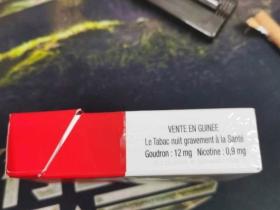 VENTE EN GUINEE
Le Tabac nuit gravement à la Santé
Goudron : 12 mg Nicotine : 0,9 mg